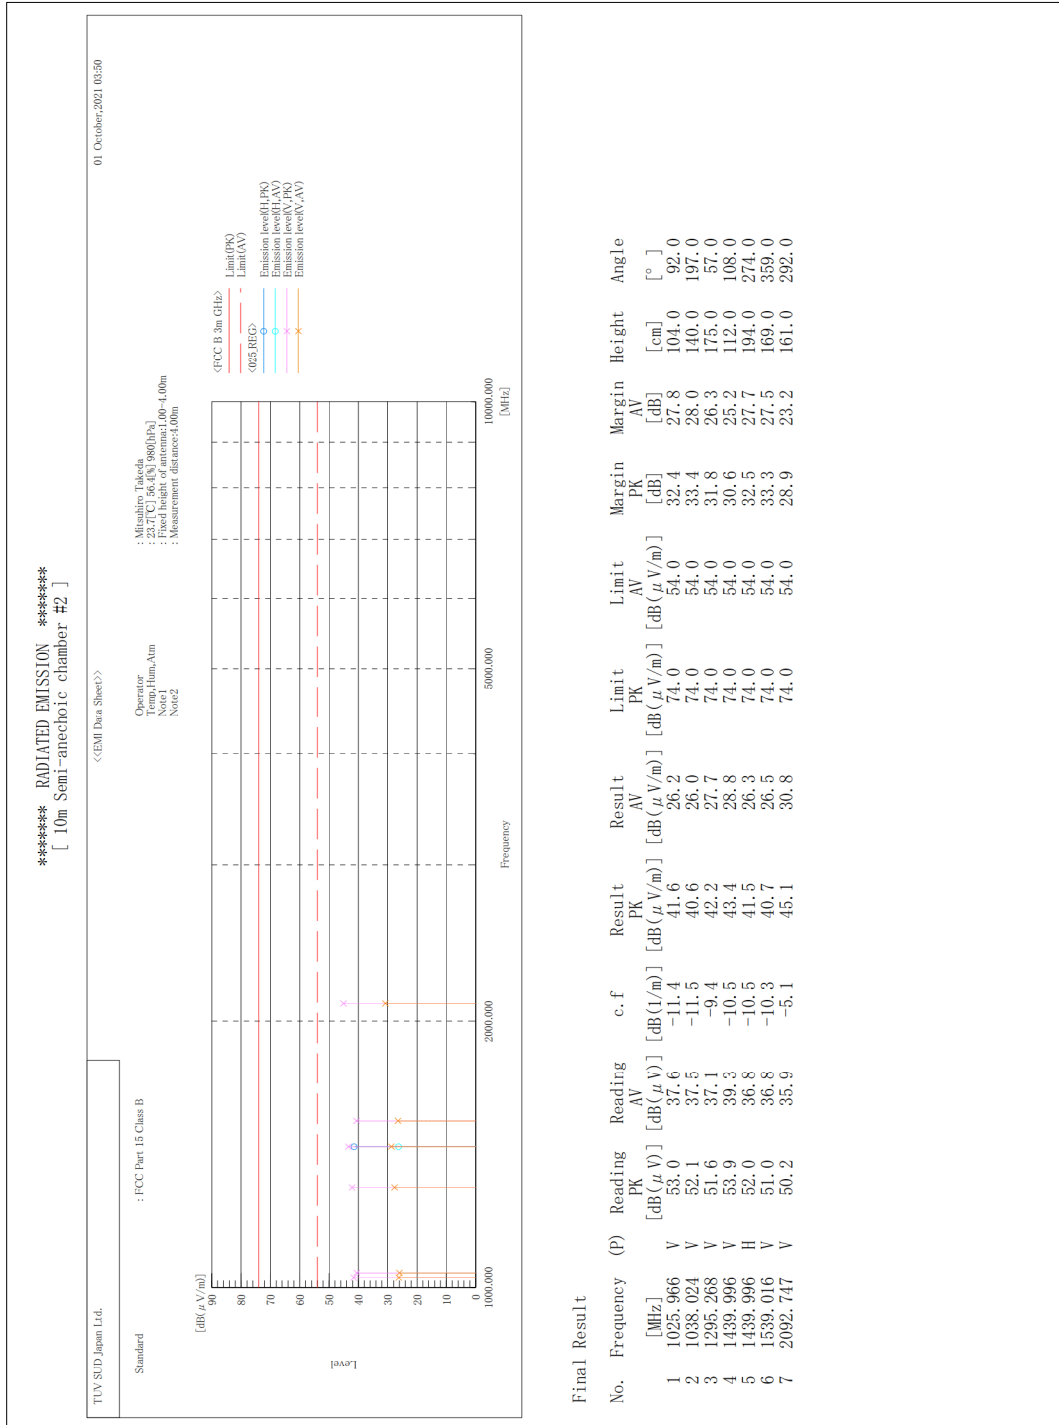 ******* RADIATED EMISSION *******
[ 10m Semi-anechoic chamber #2 ]
TUV SUD Japan Ltd.
<<EMI Data Sheet>>
01 October,2021 03:50
Standard : FCC Part 15 Class B
Operator : Mitsuhiro Takeda
Temp,Hum,Atm : 23.7[℃] 56.4[%] 980[hPa]
Note1 : Fixed height of antenna:1.00-4.00m
Note2 : Measurement distance:4.00m
<FCC B 3m GHz>
Limit(PK)
Limit(AV)
<025_REG>
Emission level(H,PK)
Emission level(H,AV)
Emission level(V,PK)
Emission level(V,AV)
[dB(μV/m)]
90
80
70
60
50
40
30
20
10
0
Level
1000.000 2000.000 5000.000 10000.000
Frequency
[MHz]
Final Result
No. Frequency (P) Reading Reading c.f Result Result Limit Limit Margin Margin Height Angle
PK AV PK AV PK AV PK AV
[MHz] [dB(μV)] [dB(μV)] [dB(1/m)] [dB(μV/m)] [dB(μV/m)] [dB(μV/m)] [dB(μV/m)] [dB] [dB] [cm] [° ]
1 1025.966 V 53.0 37.6 -11.4 41.6 26.2 74.0 54.0 32.4 27.8 104.0 92.0
2 1038.024 V 52.1 37.5 -11.5 40.6 26.0 74.0 54.0 33.4 28.0 140.0 197.0
3 1295.268 V 51.6 37.1 -9.4 42.2 27.7 74.0 54.0 31.8 26.3 175.0 57.0
4 1439.996 V 53.9 39.3 -10.5 43.4 28.8 74.0 54.0 30.6 25.2 112.0 108.0
5 1439.996 H 52.0 36.8 -10.5 41.5 26.3 74.0 54.0 32.5 27.7 194.0 274.0
6 1539.016 V 51.0 36.8 -10.3 40.7 26.5 74.0 54.0 33.3 27.5 169.0 359.0
7 2092.747 V 50.2 35.9 -5.1 45.1 30.8 74.0 54.0 28.9 23.2 161.0 292.0